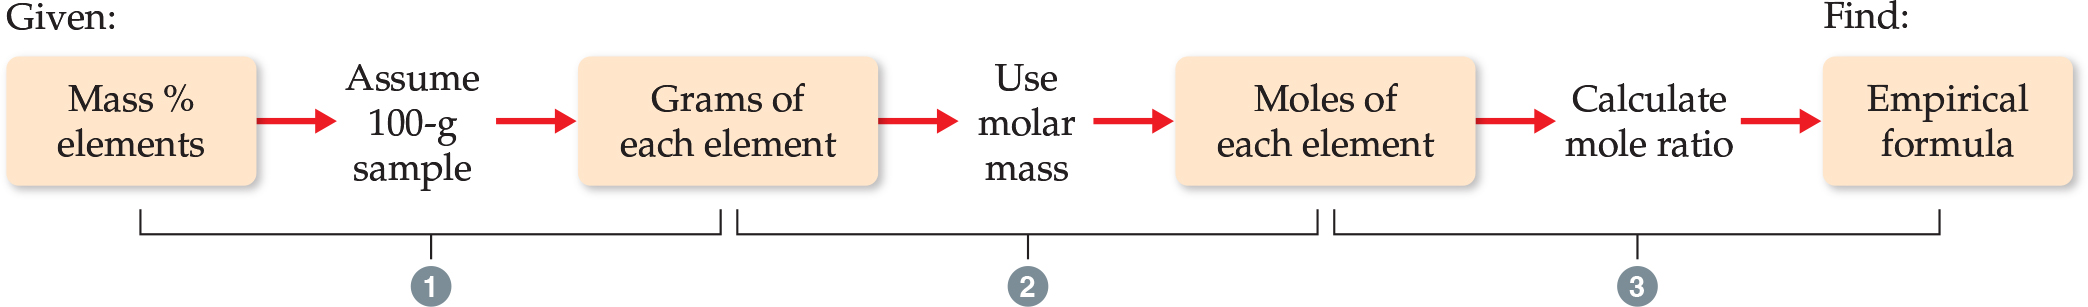 Given:
Find:
Mass %
elements
Assume
100-g
sample
Grams of
each element
Use
molar
mass
Moles of
each element
Calculate
mole ratio
Empirical
formula
1
2
3